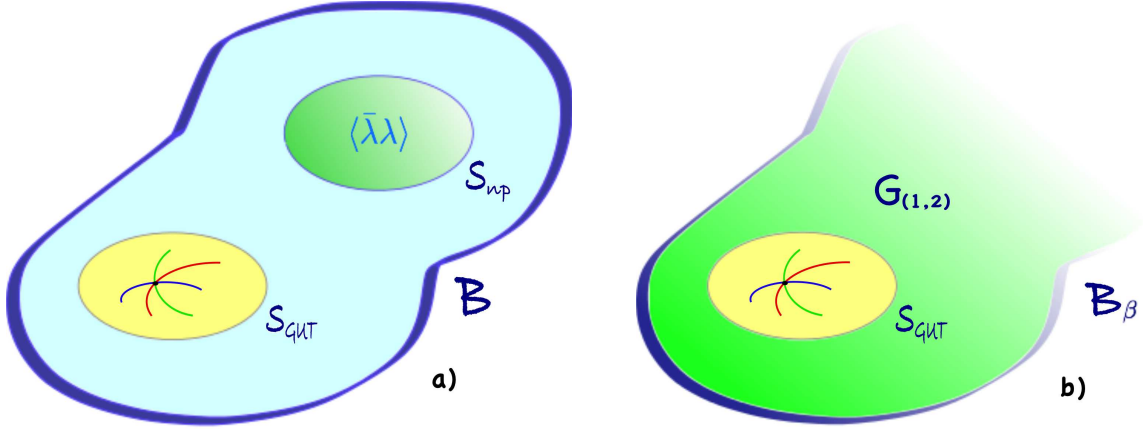 ⟨λ̄λ⟩
S_np
S_GUT
B
a)
G_(1,2)
S_GUT
B_β
b)